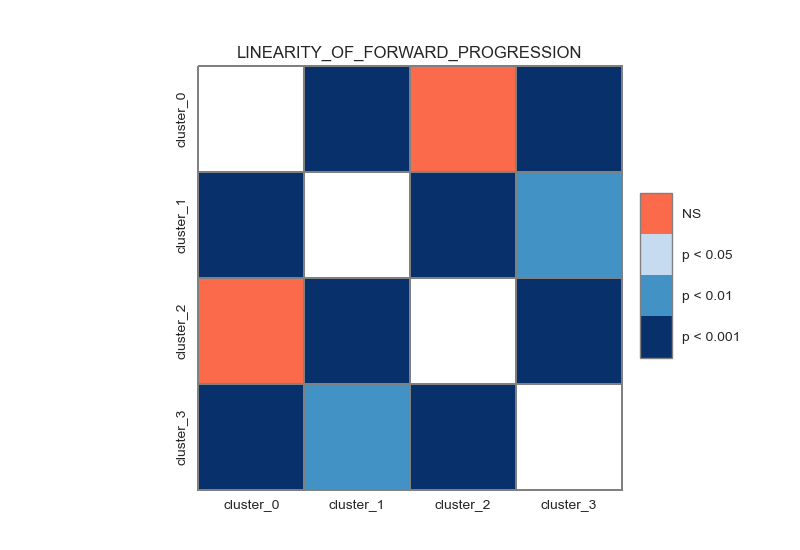 LINEARITY_OF_FORWARD_PROGRESSION
cluster_0
cluster_1
cluster_2
cluster_3
NS
p < 0.05
p < 0.01
p < 0.001
cluster_0 cluster_1 cluster_2 cluster_3